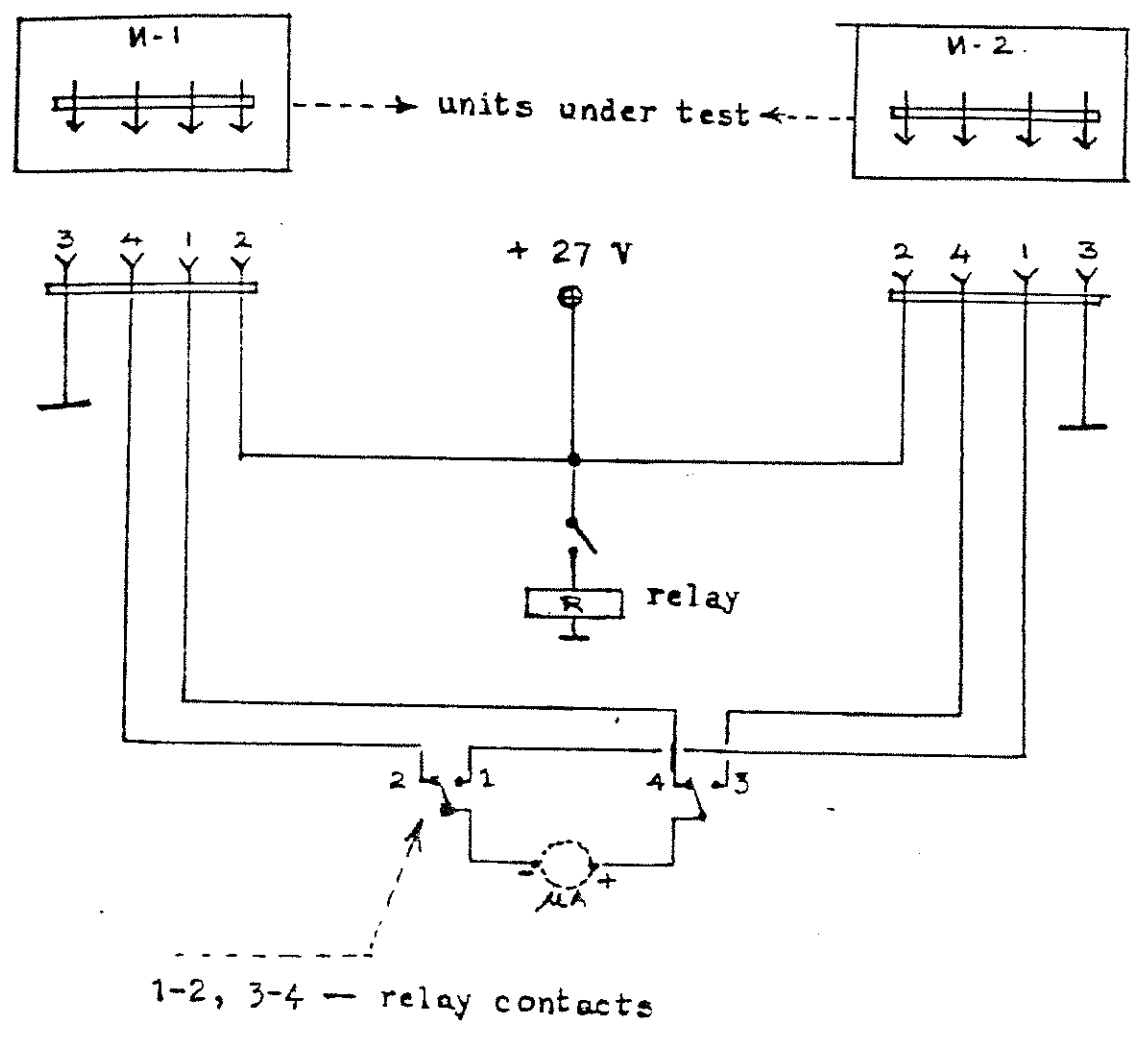 И-1
И-2.
units under test
3 4 1 2
+ 27 V
2 4 1 3
R
relay
2 1
4 3
- +
μA
1-2, 3-4 — relay contacts